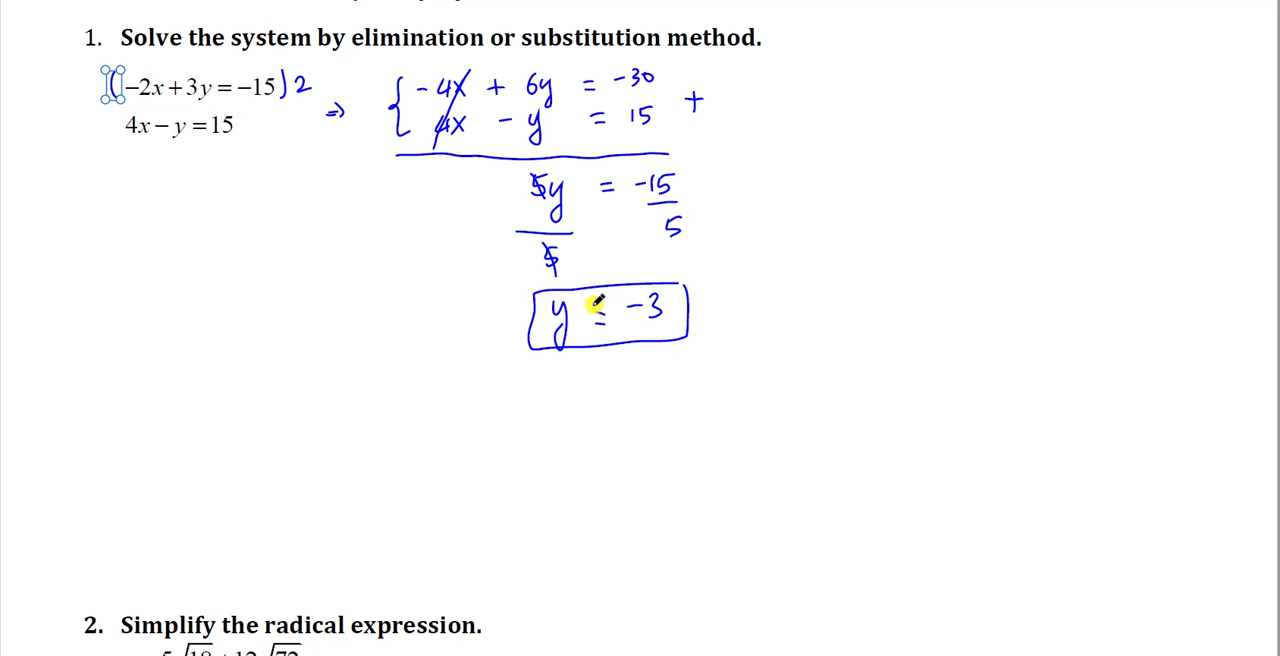 1. Solve the system by elimination or substitution method.
(−2x + 3y = −15) 2
4x − y = 15
⇒
{ −4x + 6y = −30
4x − y = 15 +
5y = −15
5 5
y = −3
2. Simplify the radical expression.